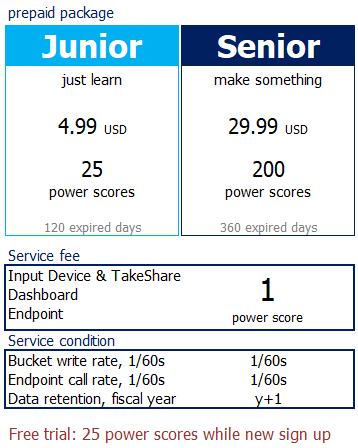 prepaid package
Junior Senior
just learn make something
4.99 USD 29.99 USD
25 200
power scores power scores
120 expired days 360 expired days
Service fee
Input Device & TakeShare
Dashboard
Endpoint
1
power score
Service condition
Bucket write rate, 1/60s 1/60s
Endpoint call rate, 1/60s 1/60s
Data retention, fiscal year y+1
Free trial: 25 power scores while new sign up